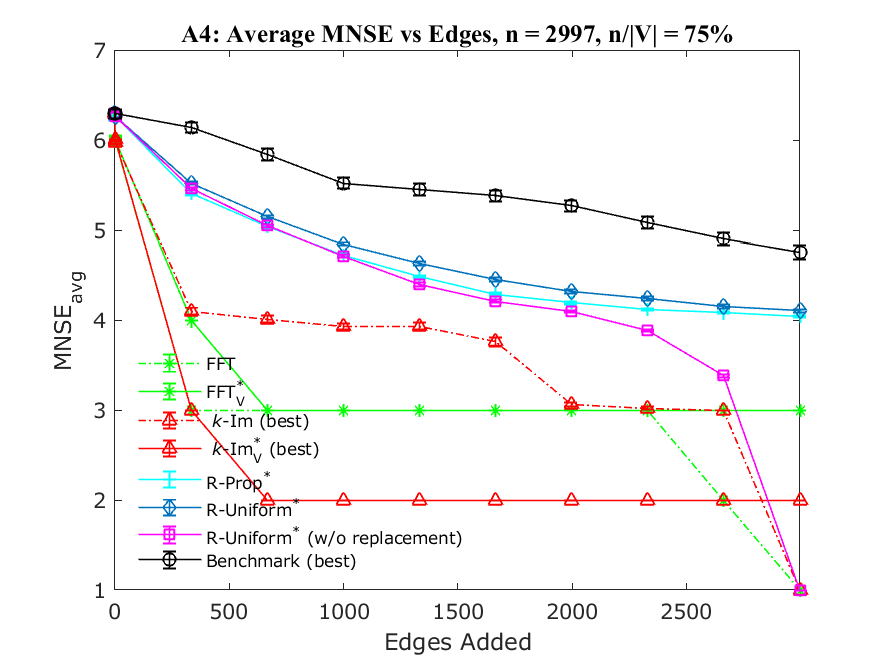 A4: Average MNSE vs Edges, n = 2997, n/|V| = 75%
7
6
5
4
3
2
1
MNSE_avg
FFT
FFT*_V
k-Im (best)
k-Im*_V (best)
R-Prop*
R-Uniform*
R-Uniform* (w/o replacement)
Benchmark (best)
0 500 1000 1500 2000 2500
Edges Added